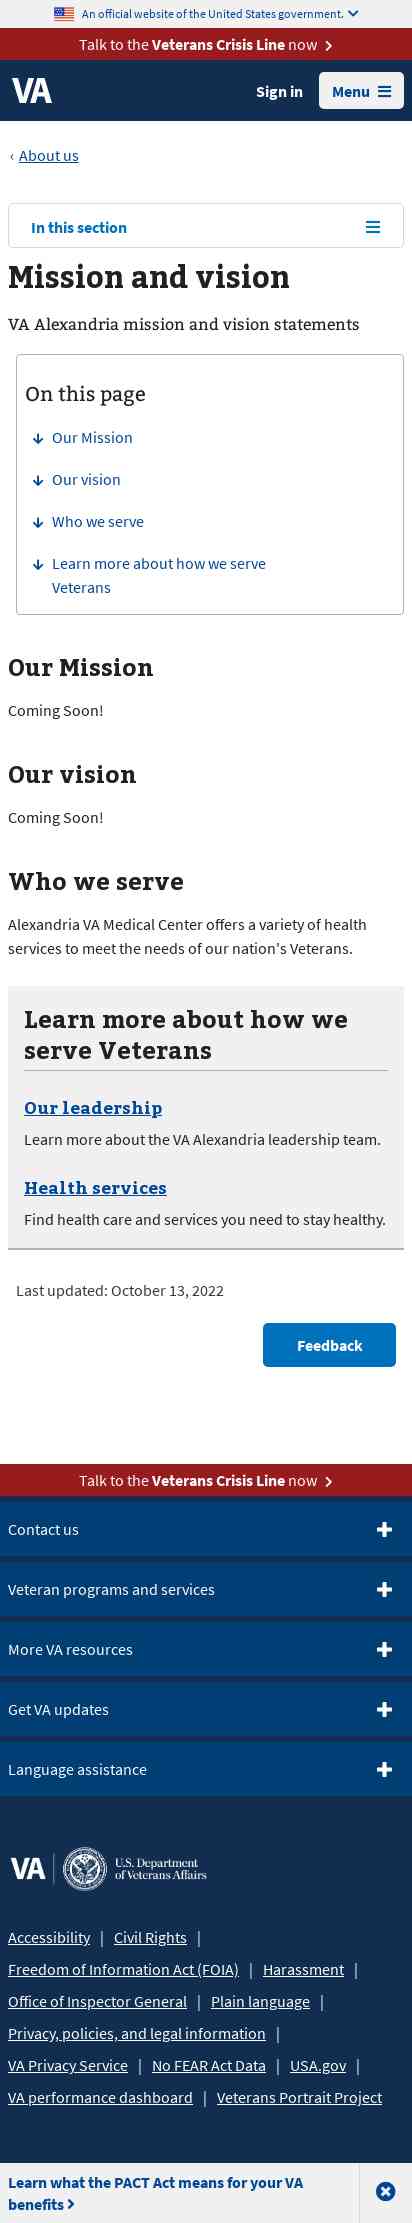 An official website of the United States government.
Talk to the Veterans Crisis Line now
VA
Sign in
Menu
‹ About us
In this section
Mission and vision
VA Alexandria mission and vision statements
On this page
Our Mission
Our vision
Who we serve
Learn more about how we serve
Veterans
Our Mission
Coming Soon!
Our vision
Coming Soon!
Who we serve
Alexandria VA Medical Center offers a variety of health
services to meet the needs of our nation's Veterans.
Learn more about how we
serve Veterans
Our leadership
Learn more about the VA Alexandria leadership team.
Health services
Find health care and services you need to stay healthy.
Last updated: October 13, 2022
Feedback
Talk to the Veterans Crisis Line now
Contact us
Veteran programs and services
More VA resources
Get VA updates
Language assistance
VA | U.S. Department
of Veterans Affairs
Accessibility | Civil Rights |
Freedom of Information Act (FOIA) | Harassment |
Office of Inspector General | Plain language |
Privacy, policies, and legal information |
VA Privacy Service | No FEAR Act Data | USA.gov |
VA performance dashboard | Veterans Portrait Project
Learn what the PACT Act means for your VA
benefits